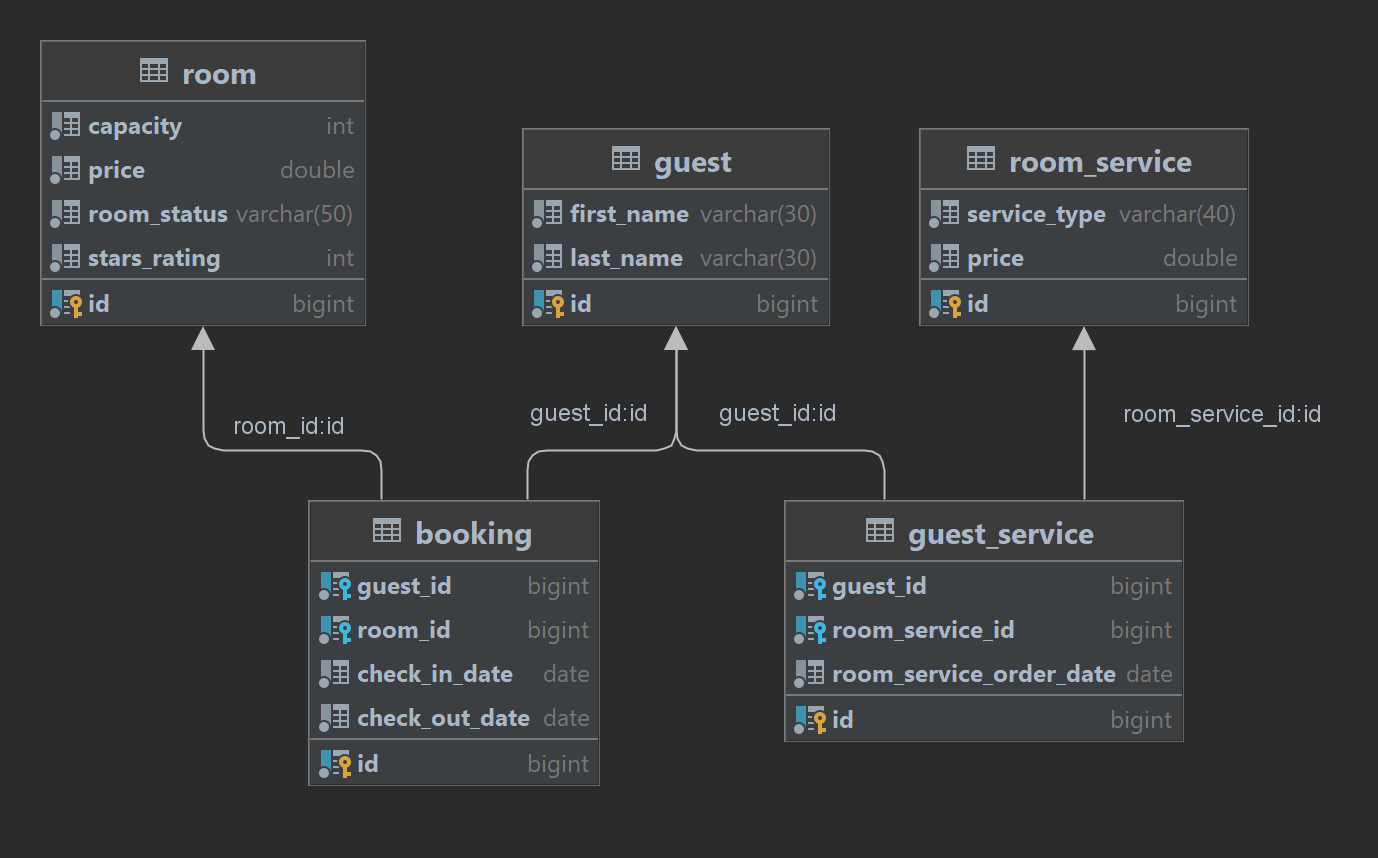 room
capacity int
price double
room_status varchar(50)
stars_rating int
id bigint
guest
first_name varchar(30)
last_name varchar(30)
id bigint
room_service
service_type varchar(40)
price double
id bigint
room_id:id
guest_id:id
guest_id:id
room_service_id:id
booking
guest_id bigint
room_id bigint
check_in_date date
check_out_date date
id bigint
guest_service
guest_id bigint
room_service_id bigint
room_service_order_date date
id bigint